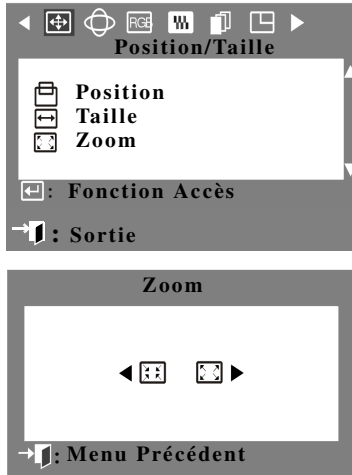 RGB
Position/Taille
Position
Taille
Zoom
: Fonction Accès
: Sortie
Zoom
: Menu Précédent